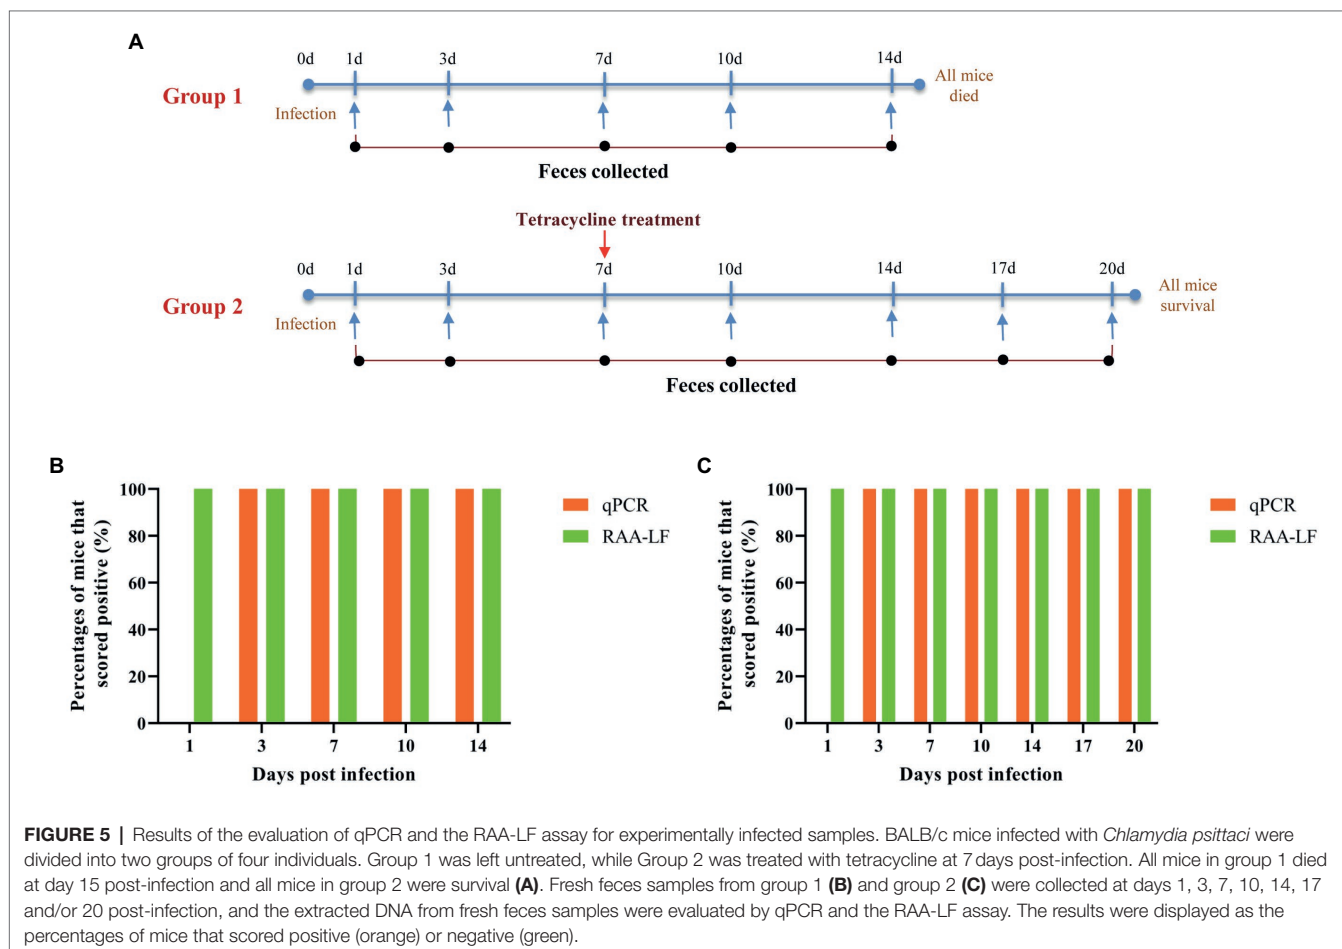 A
0d 1d 3d 7d 10d 14d
Group 1
Infection
All mice
died
Feces collected
Tetracycline treatment
0d 1d 3d 7d 10d 14d 17d 20d
Group 2
Infection
All mice
survival
Feces collected
B
Percentages of mice that
scored positive (%)
100
80
60
40
20
0
1 3 7 10 14
Days post infection
qPCR
RAA-LF
C
Percentages of mice that
scored positive (%)
100
80
60
40
20
0
1 3 7 10 14 17 20
Days post infection
qPCR
RAA-LF
FIGURE 5 | Results of the evaluation of qPCR and the RAA-LF assay for experimentally infected samples. BALB/c mice infected with Chlamydia psittaci were
divided into two groups of four individuals. Group 1 was left untreated, while Group 2 was treated with tetracycline at 7 days post-infection. All mice in group 1 died
at day 15 post-infection and all mice in group 2 were survival (A). Fresh feces samples from group 1 (B) and group 2 (C) were collected at days 1, 3, 7, 10, 14, 17
and/or 20 post-infection, and the extracted DNA from fresh feces samples were evaluated by qPCR and the RAA-LF assay. The results were displayed as the
percentages of mice that scored positive (orange) or negative (green).